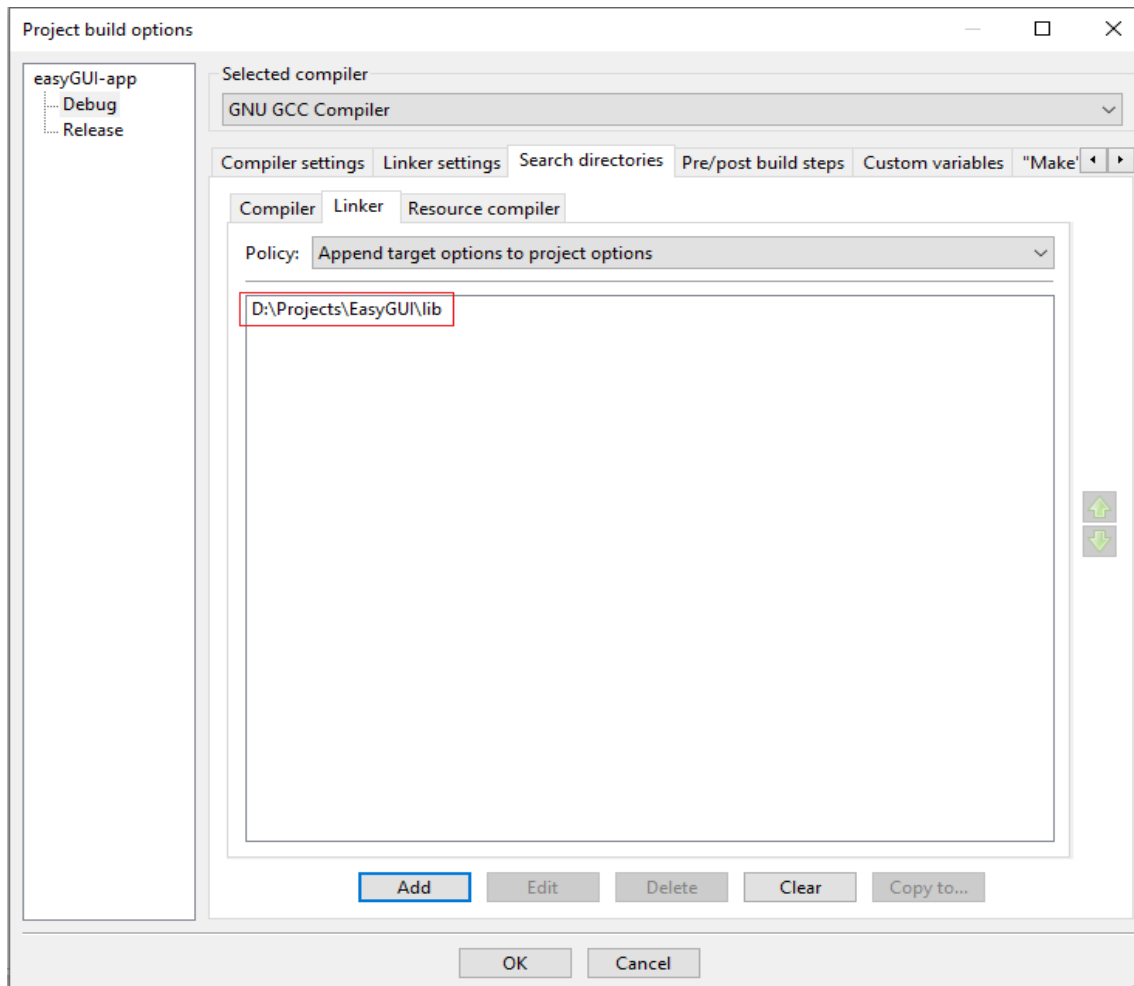 Project build options
easyGUI-app
Debug
Release
Selected compiler
GNU GCC Compiler
Compiler settings Linker settings Search directories Pre/post build steps Custom variables "Make'
Compiler Linker Resource compiler
Policy: Append target options to project options
D:\Projects\EasyGUI\lib
Add Edit Delete Clear Copy to...
OK Cancel